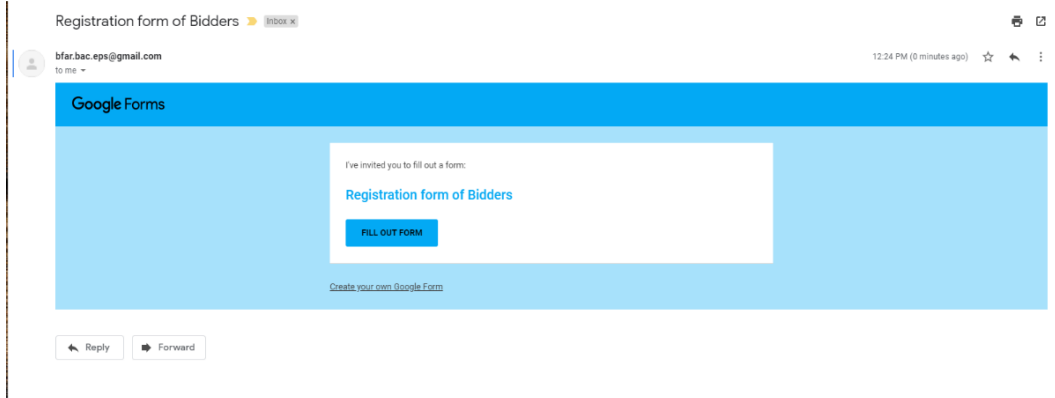 Registration form of Bidders Inbox x
bfar.bac.eps@gmail.com 12:24 PM (0 minutes ago)
to me
Google Forms
I've invited you to fill out a form:
Registration form of Bidders
FILL OUT FORM
Create your own Google Form
Reply Forward